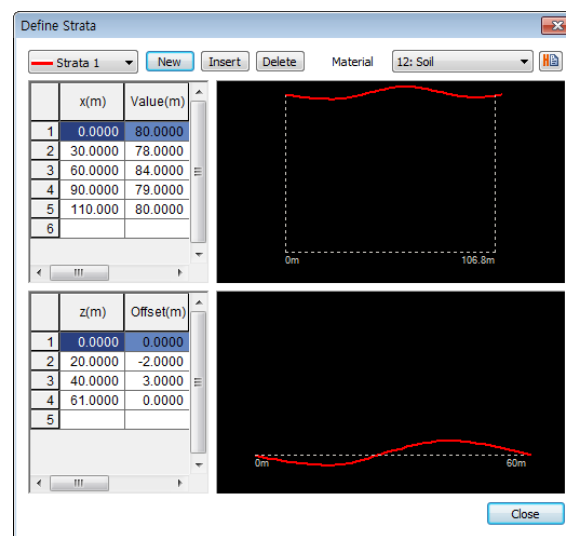 Define Strata
Strata 1 New Insert Delete Material 12: Soil
x(m) Value(m)
1 0.0000 80.0000
2 30.0000 78.0000
3 60.0000 84.0000
4 90.0000 79.0000
5 110.000 80.0000
6
0m 106.8m
z(m) Offset(m)
1 0.0000 0.0000
2 20.0000 -2.0000
3 40.0000 3.0000
4 61.0000 0.0000
5
0m 60m
Close